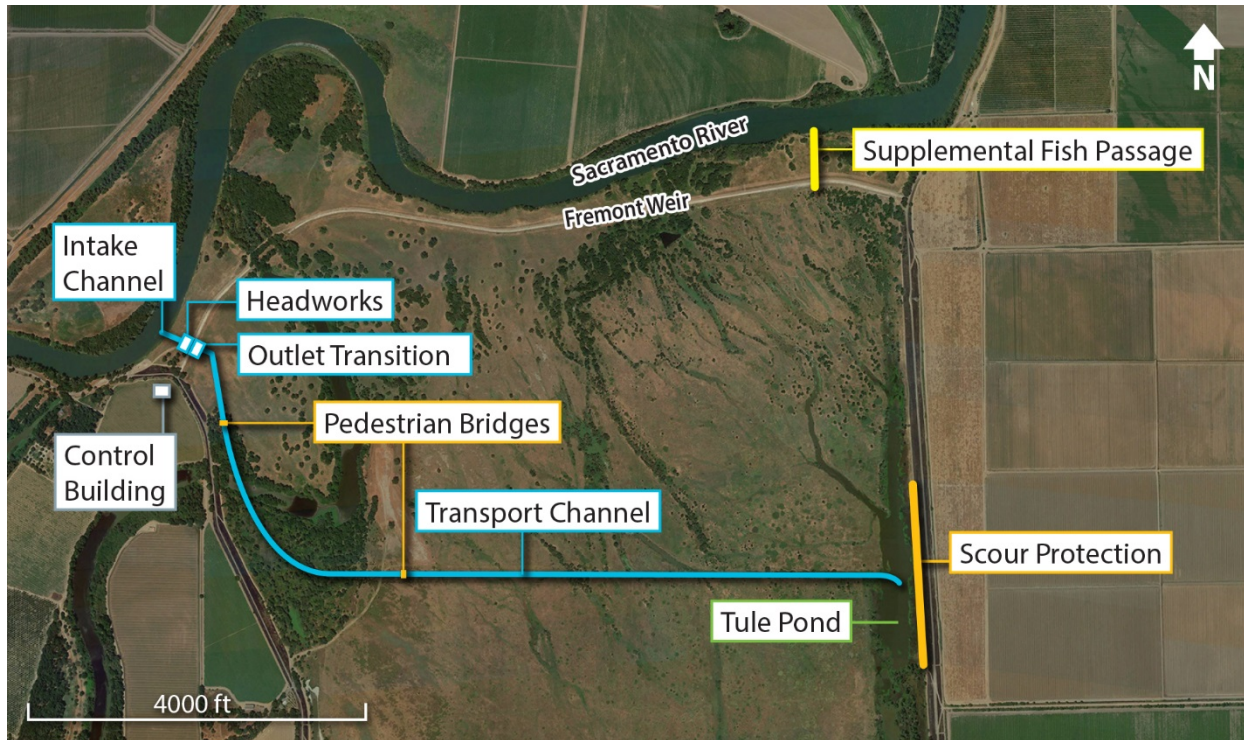 N
Sacramento River
Supplemental Fish Passage
Fremont Weir
Intake
Channel
Headworks
Outlet Transition
Pedestrian Bridges
Control
Building
Transport Channel
Scour Protection
Tule Pond
4000 ft